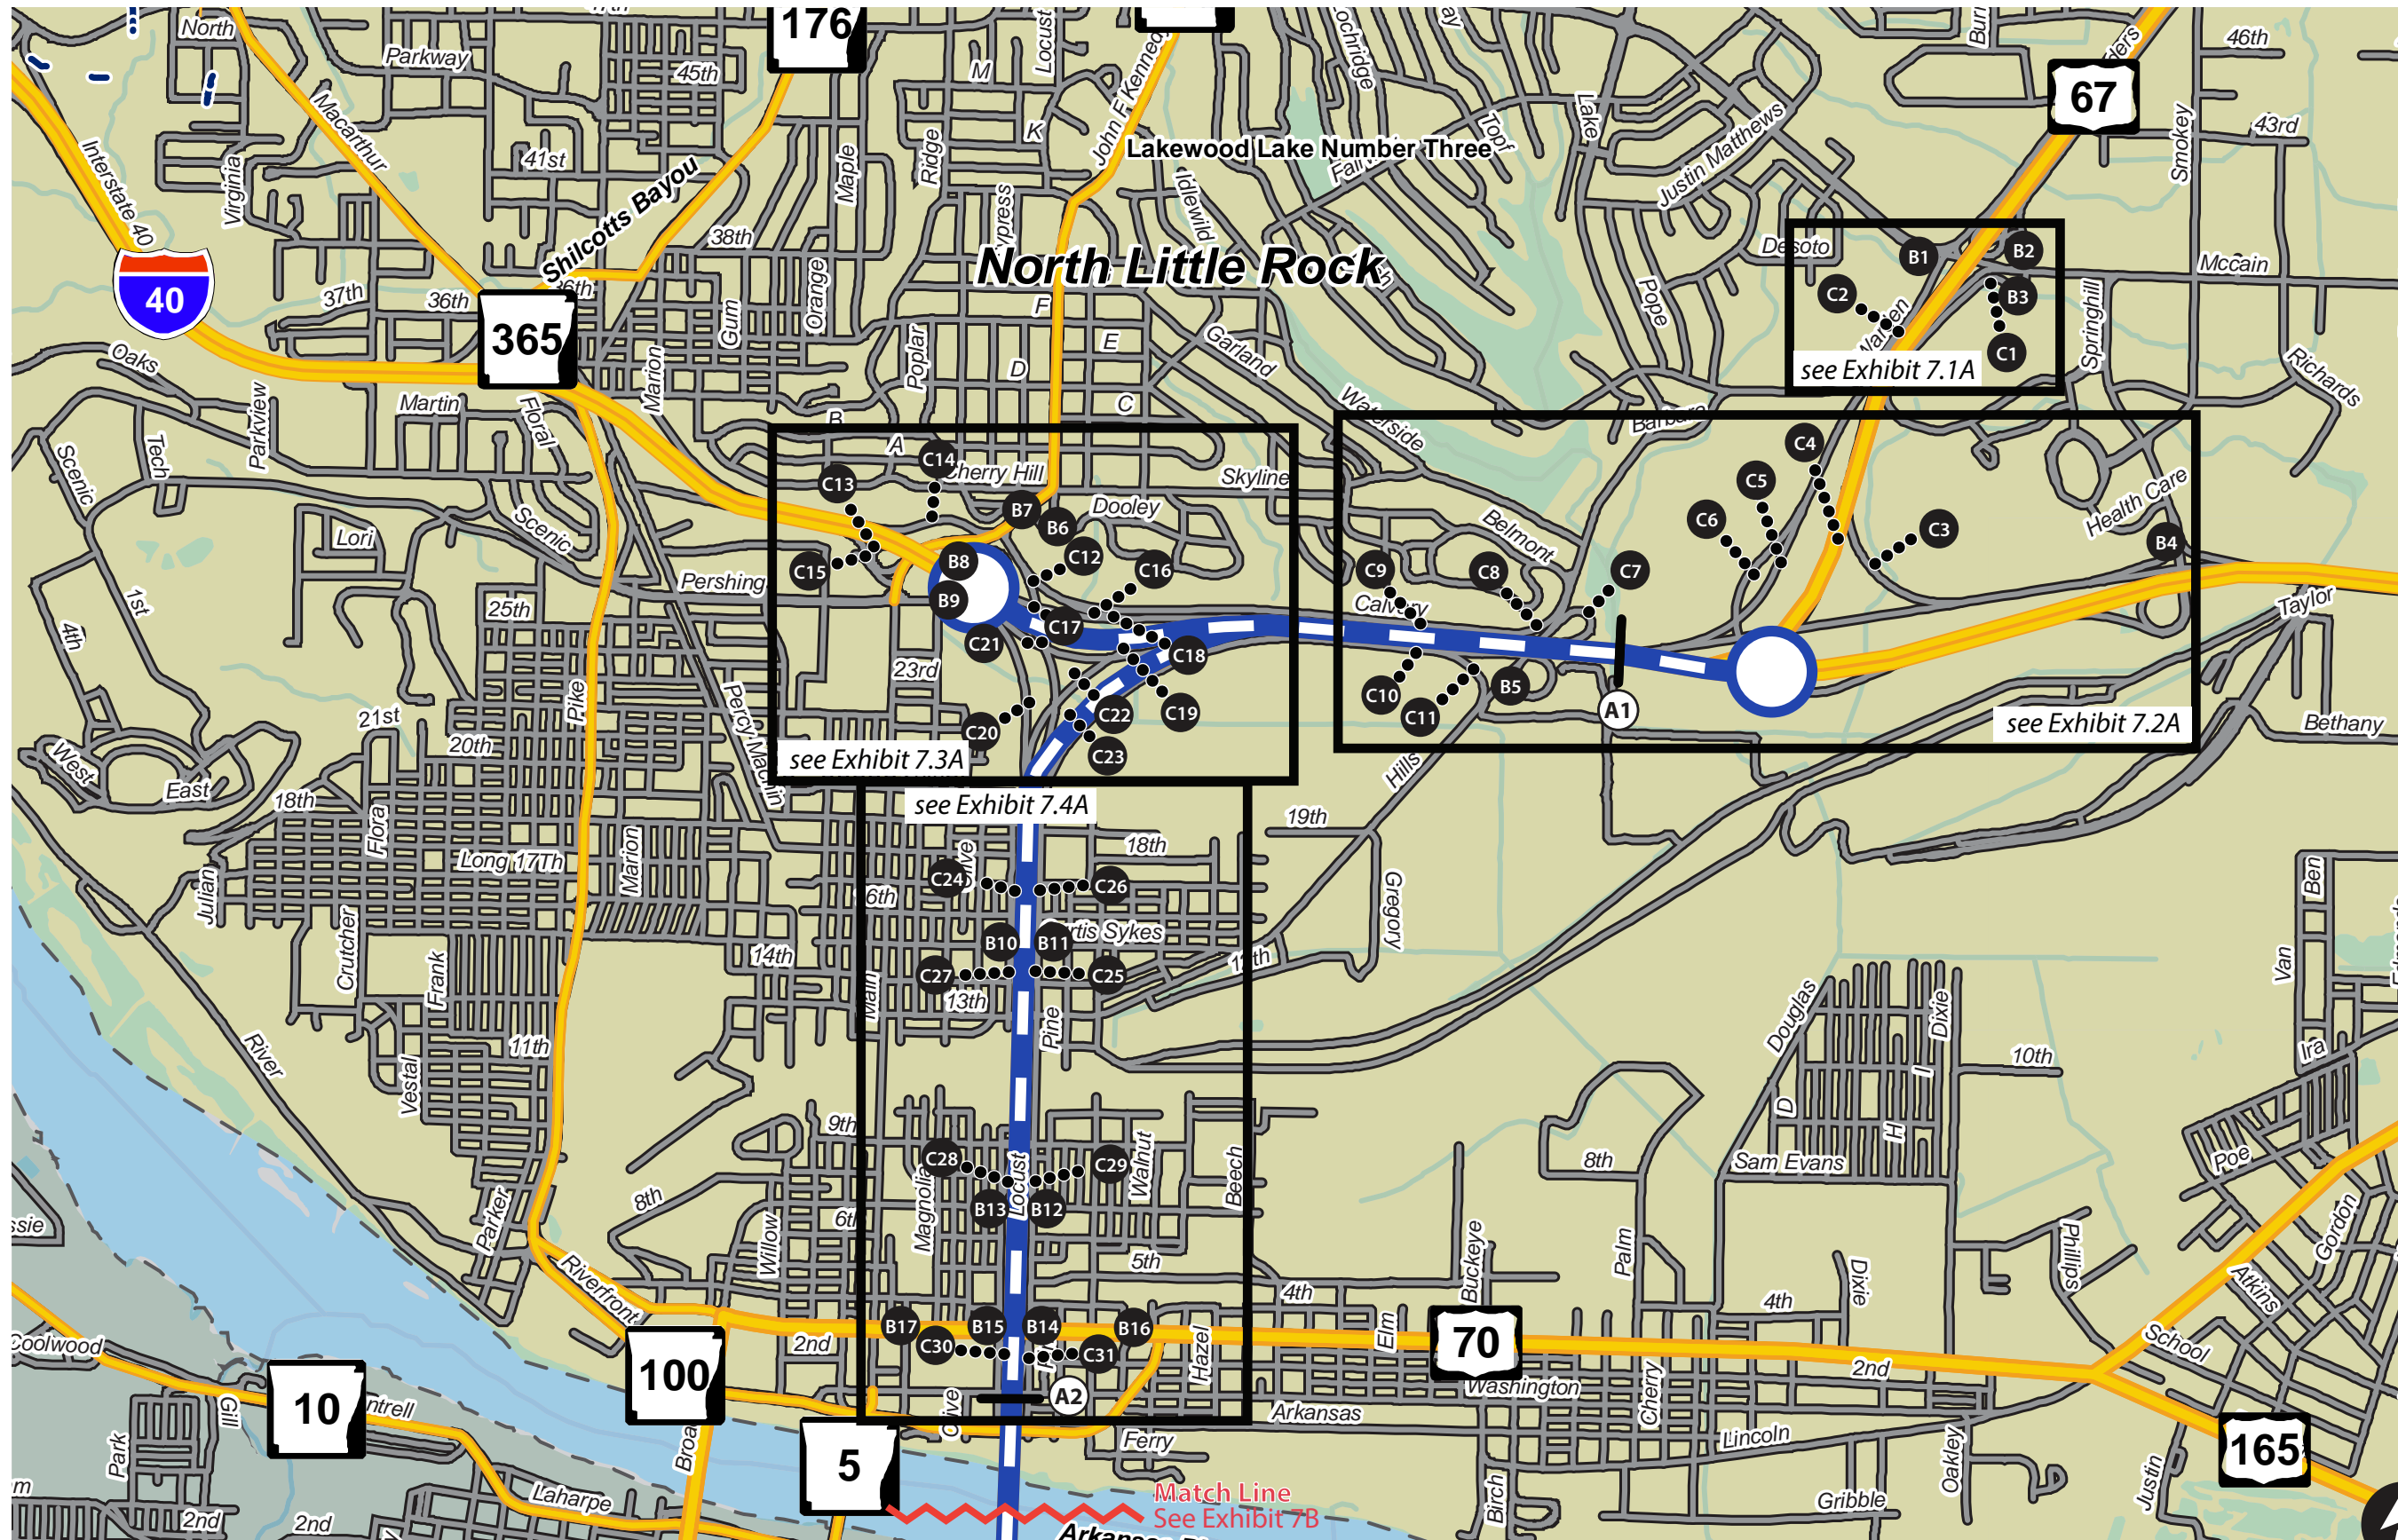 North
176
Locust
46th
Parkway
45th
M
67
Macarthur
K
John F Kennedy
Lake
Justin Matthews
43rd
Smokey
Interstate 40
Virginia
41st
Maple
Ridge
Lakewood Lake Number Three
Idlewild
Shilcotts Bayou
38th
North Little Rock
Desoto
B1
B2
Mccain
40
37th
36th
Gum
Orange
F
Pope
C2
B3
365
Oaks
Marion
Poplar
E
Garland
C1
Springhill
see Exhibit 7.1A
Richards
Parkview
Martin
Floral
D
C
B
A
Waterside
Scenic
Tech
C14
Cherry Hill
C13
Skyline
C4
C5
Health Care
B7
B6
Dooley
C6
C3
B4
Lori
Scenic
Belmont
C15
B8
C12
C16
C9
C8
C7
1st
Pershing
B9
Calvary
Taylor
25th
C17
4th
C21
C18
23rd
B5
C10
C11
A1
Pike
Percy Machin
21st
C20
C22
C19
Bethany
see Exhibit 7.2A
20th
West
see Exhibit 7.3A
C23
East
Hills
18th
see Exhibit 7.4A
19th
Flora
18th
Long 17Th
Marion
Julian
C24
C26
Gregory
Ben
Crutcher
B10
B11
14th
Frank
C27
C25
Van
13th
Main
Pine
Douglas
Dixie
River
11th
Vestal
10th
Ira
I
D
9th
H
C28
C29
Walnut
Locust
8th
Sam Evans
Poe
Beech
Magnolia
8th
Parker
B13
B12
Willow
Buckeye
Palm
Phillips
Gordon
5th
Riverfront
4th
4th
Dixie
Atkins
B17
B15
B14
B16
Elm
Hazel
70
2nd
C30
C31
School
Coolwood
100
2nd
Washington
Cherry
10
Gill
A2
Olive
Arkansas
Park
Ferry
Lincoln
Oakley
5
165
Justin
Laharpe
Match Line
Birch
Gribble
2nd
2nd
See Exhibit 7B